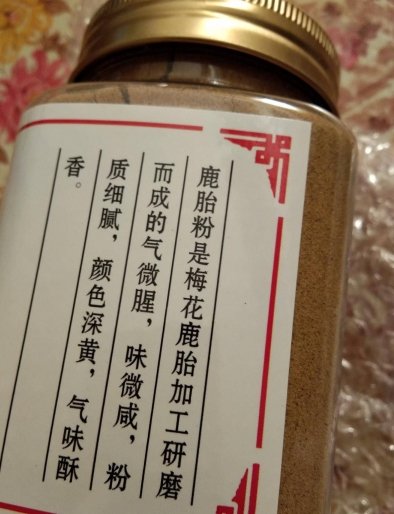 鹿胎粉是梅花鹿胎加工研磨
而成的气微腥，味微咸，粉
质细腻，颜色深黄，气味酥
香。